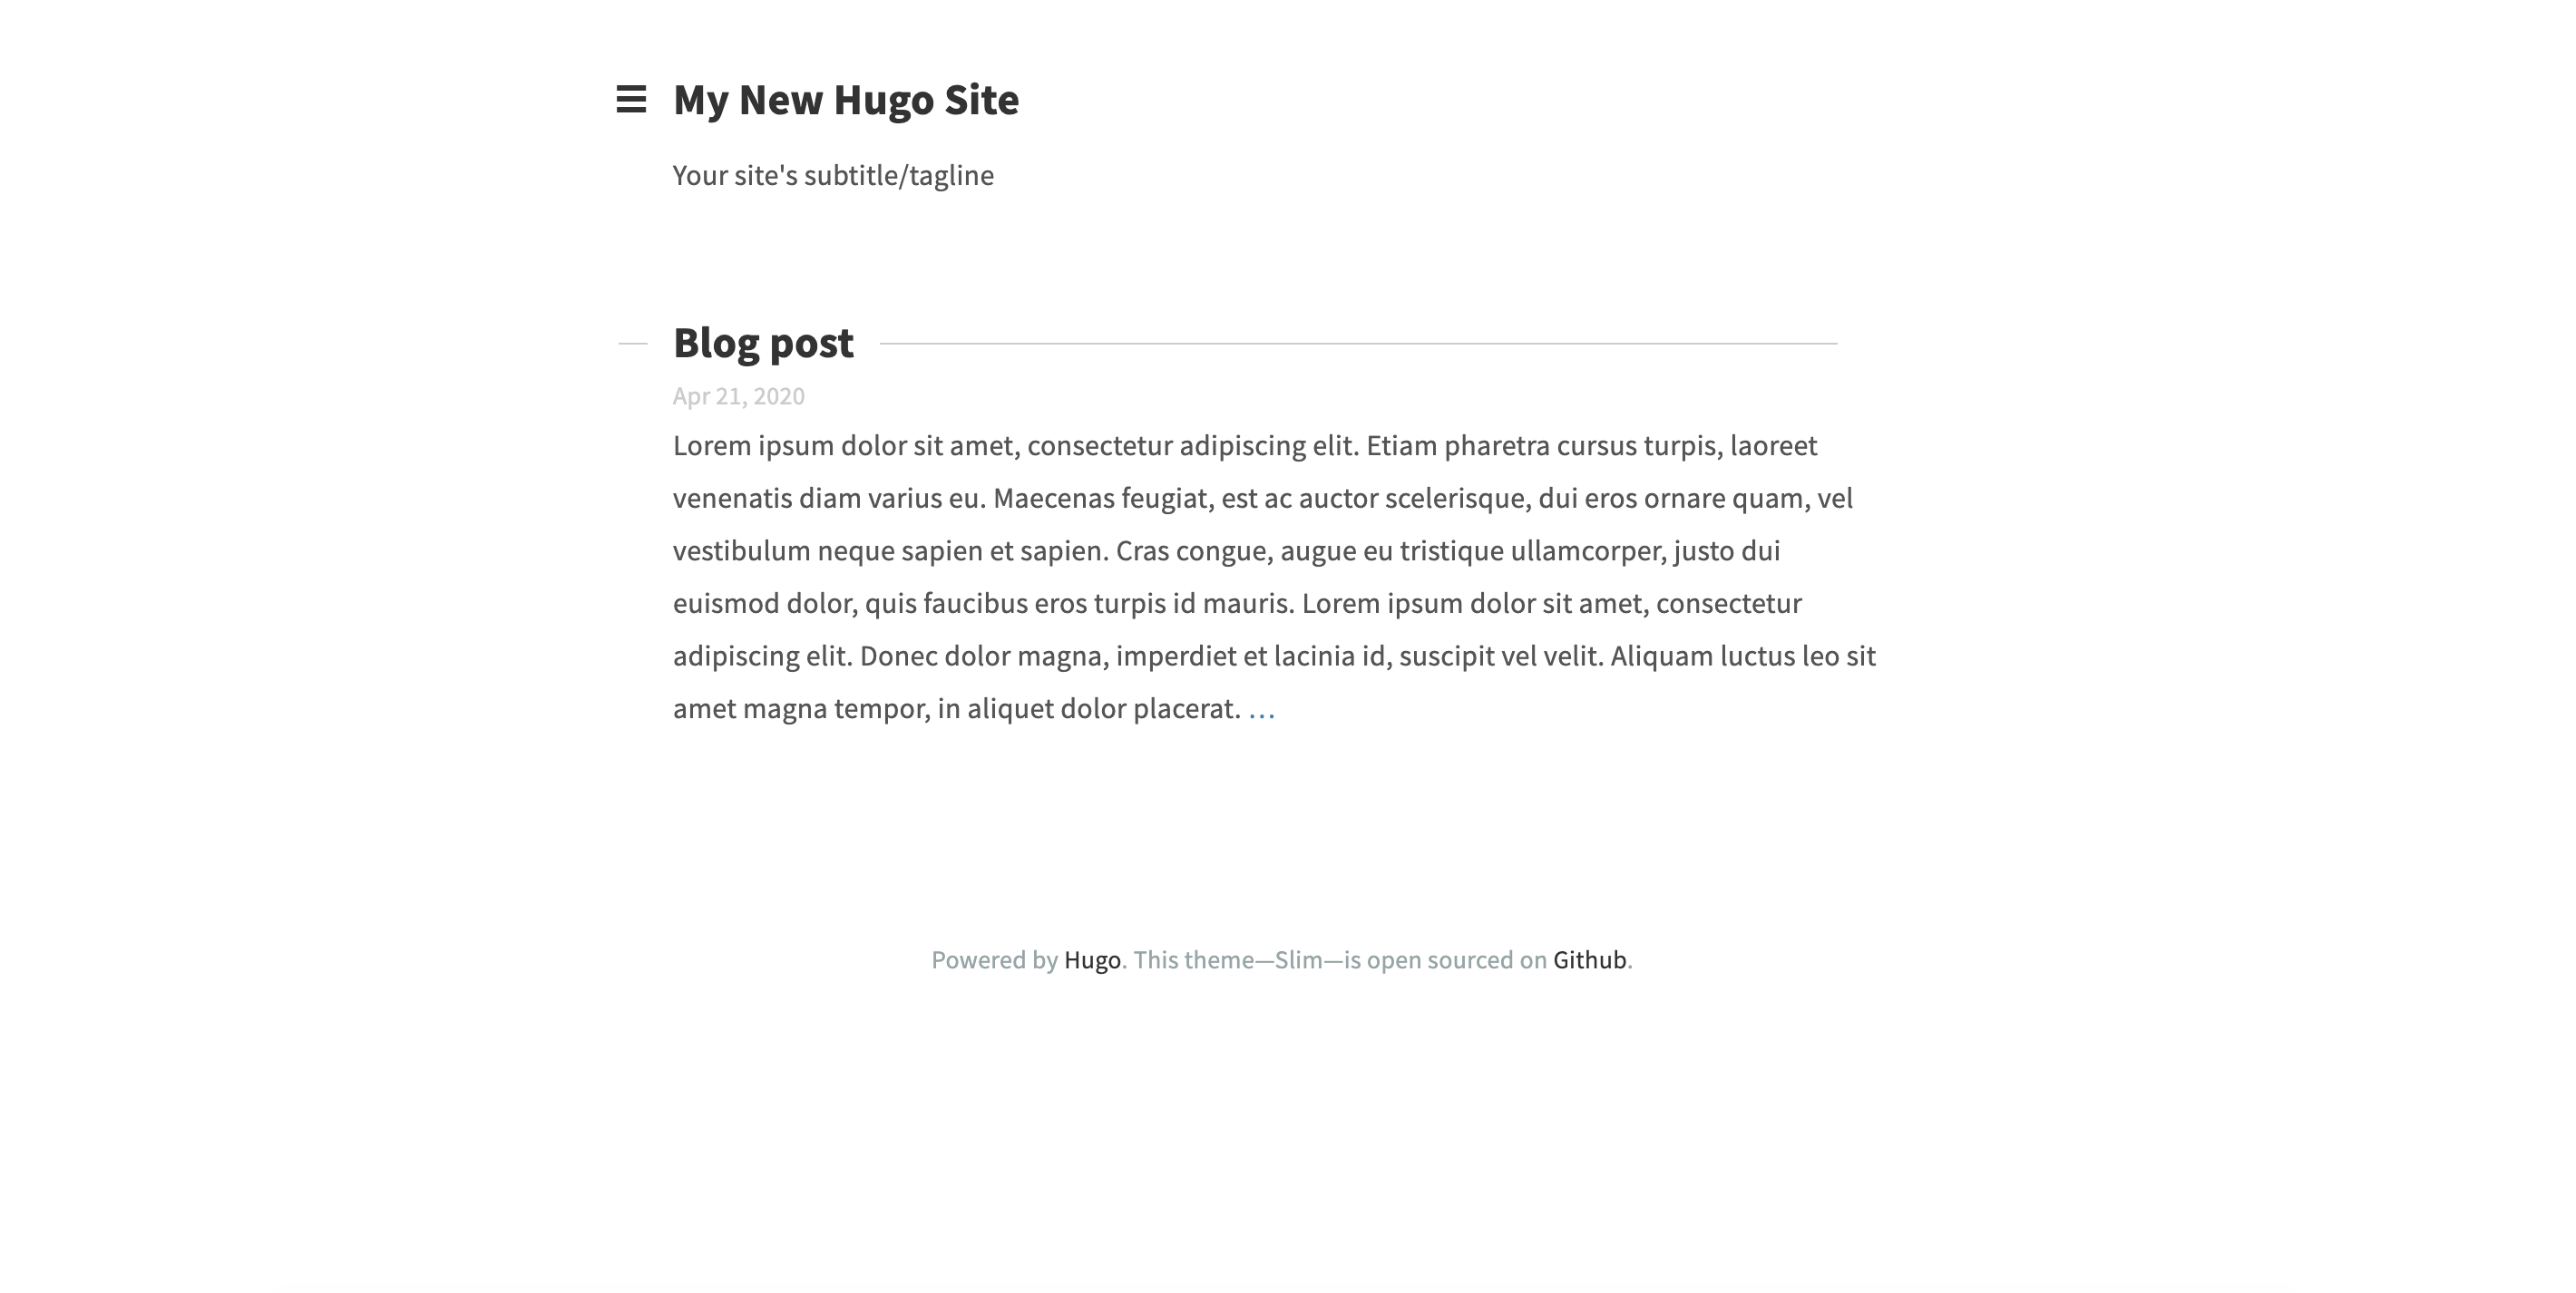 ☰ My New Hugo Site
Your site's subtitle/tagline
Blog post
Apr 21, 2020
Lorem ipsum dolor sit amet, consectetur adipiscing elit. Etiam pharetra cursus turpis, laoreet
venenatis diam varius eu. Maecenas feugiat, est ac auctor scelerisque, dui eros ornare quam, vel
vestibulum neque sapien et sapien. Cras congue, augue eu tristique ullamcorper, justo dui
euismod dolor, quis faucibus eros turpis id mauris. Lorem ipsum dolor sit amet, consectetur
adipiscing elit. Donec dolor magna, imperdiet et lacinia id, suscipit vel velit. Aliquam luctus leo sit
amet magna tempor, in aliquet dolor placerat. …
Powered by Hugo. This theme—Slim—is open sourced on Github.